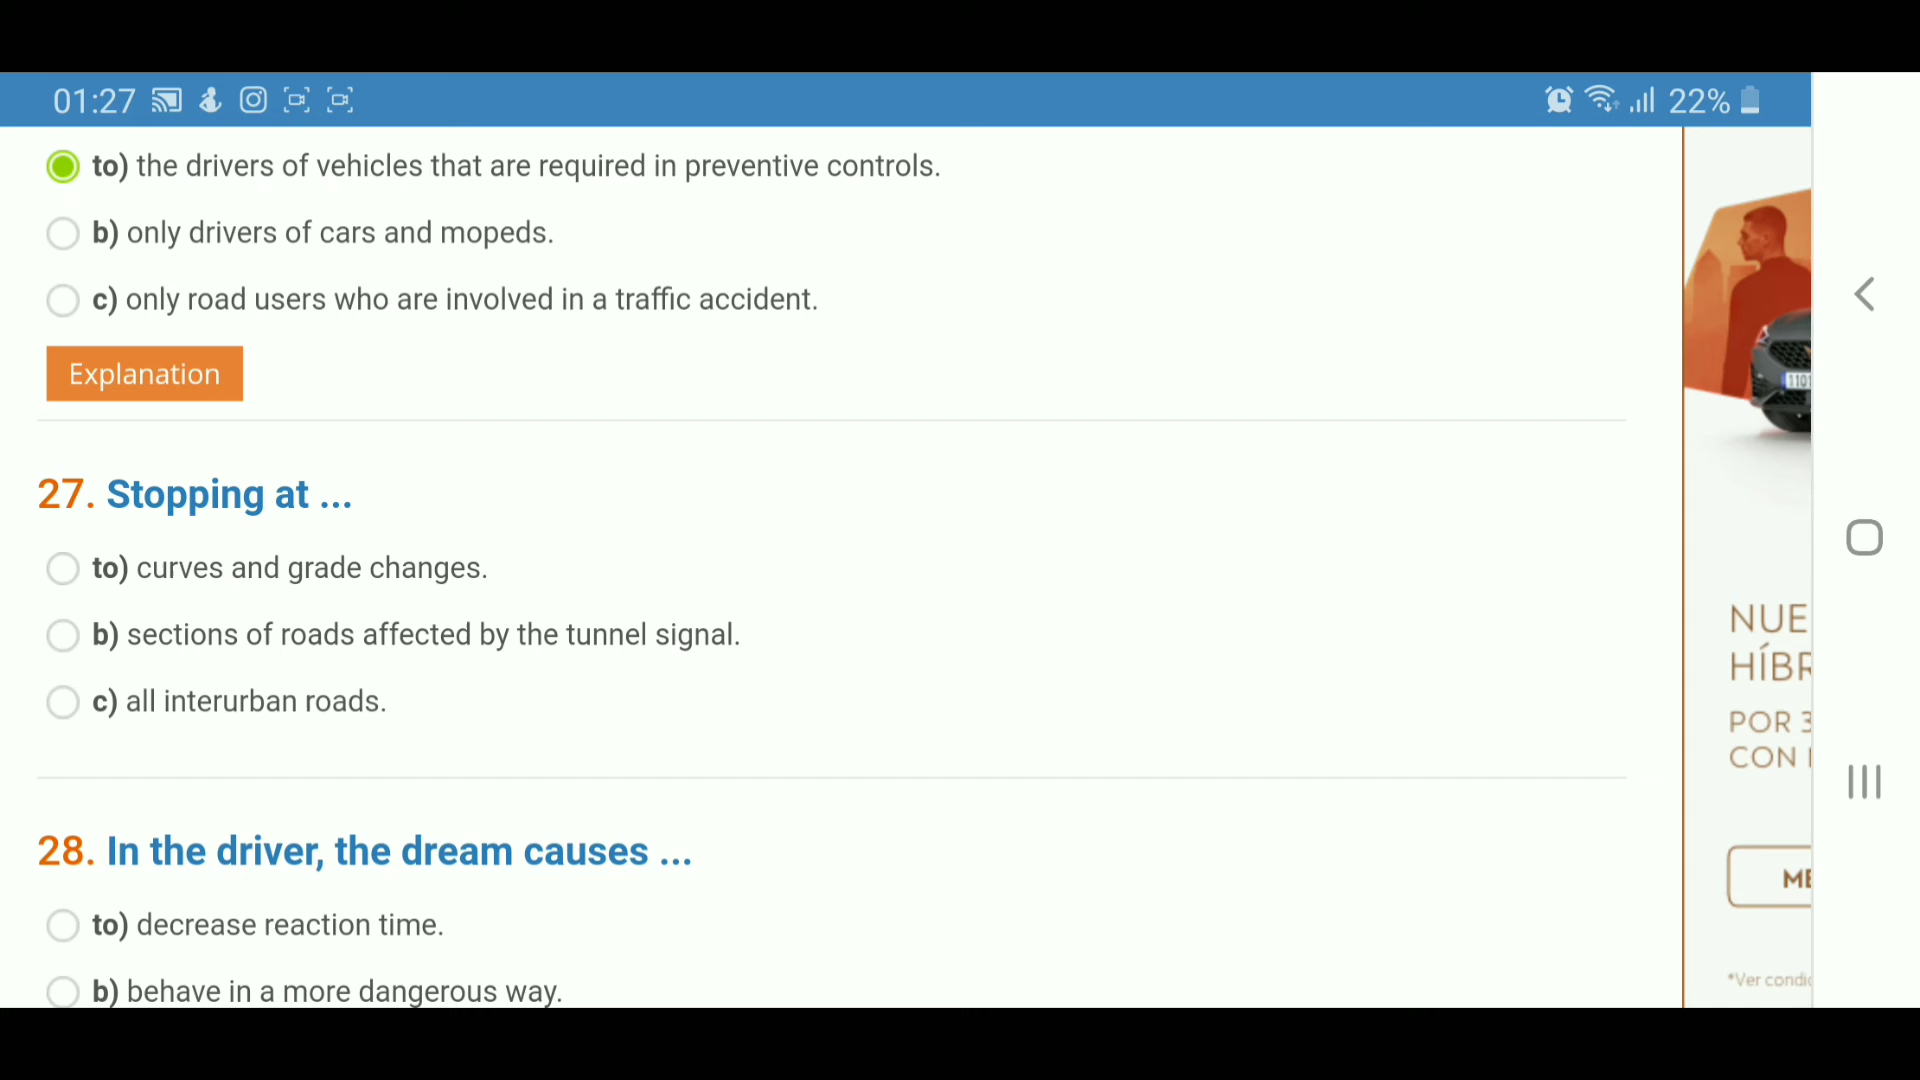 01:27
22%
to) the drivers of vehicles that are required in preventive controls.
b) only drivers of cars and mopeds.
c) only road users who are involved in a traffic accident.
Explanation
27. Stopping at ...
to) curves and grade changes.
b) sections of roads affected by the tunnel signal.
c) all interurban roads.
28. In the driver, the dream causes ...
to) decrease reaction time.
b) behave in a more dangerous way.
1101
NUE
HÍBR
POR 3
CON
ME
*Ver condic